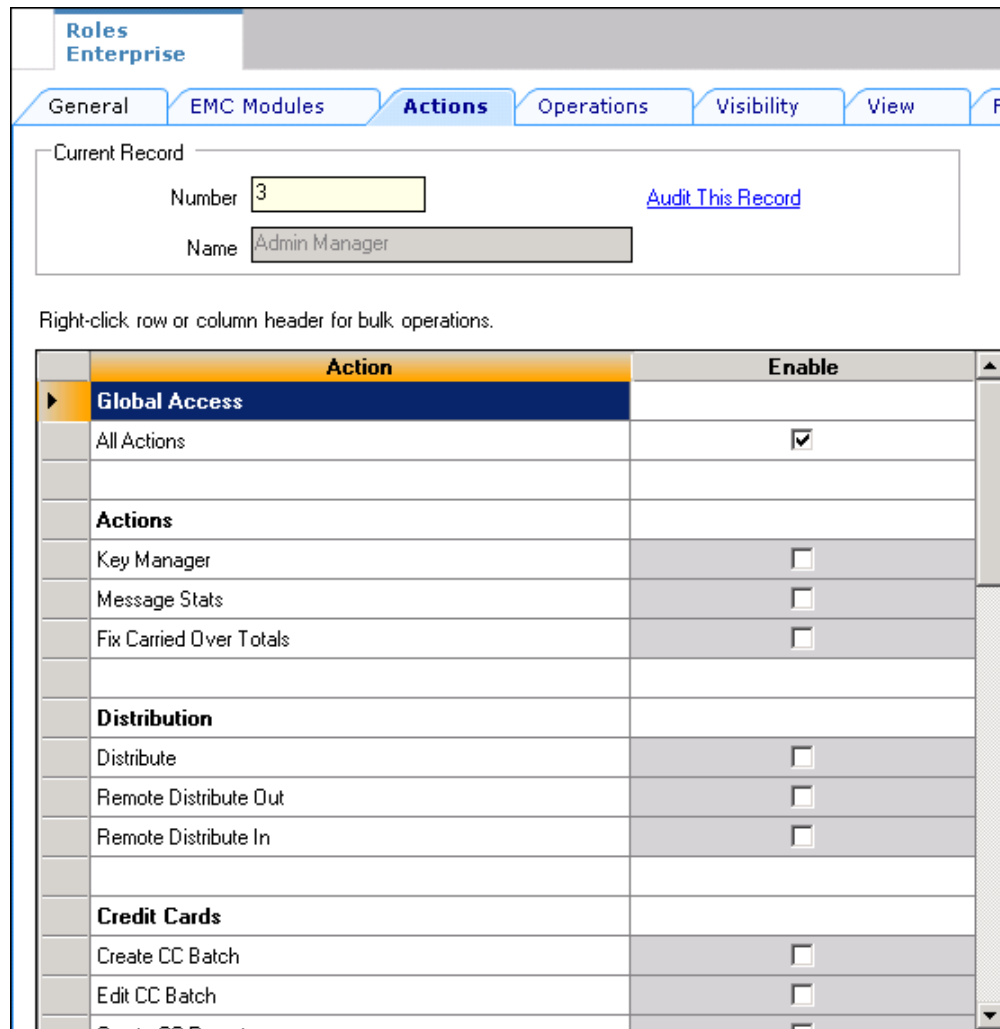 Roles
Enterprise
General EMC Modules Actions Operations Visibility View
Current Record
Number 3 Audit This Record
Name Admin Manager
Right-click row or column header for bulk operations.
Action Enable
Global Access
All Actions
Actions
Key Manager
Message Stats
Fix Carried Over Totals
Distribution
Distribute
Remote Distribute Out
Remote Distribute In
Credit Cards
Create CC Batch
Edit CC Batch